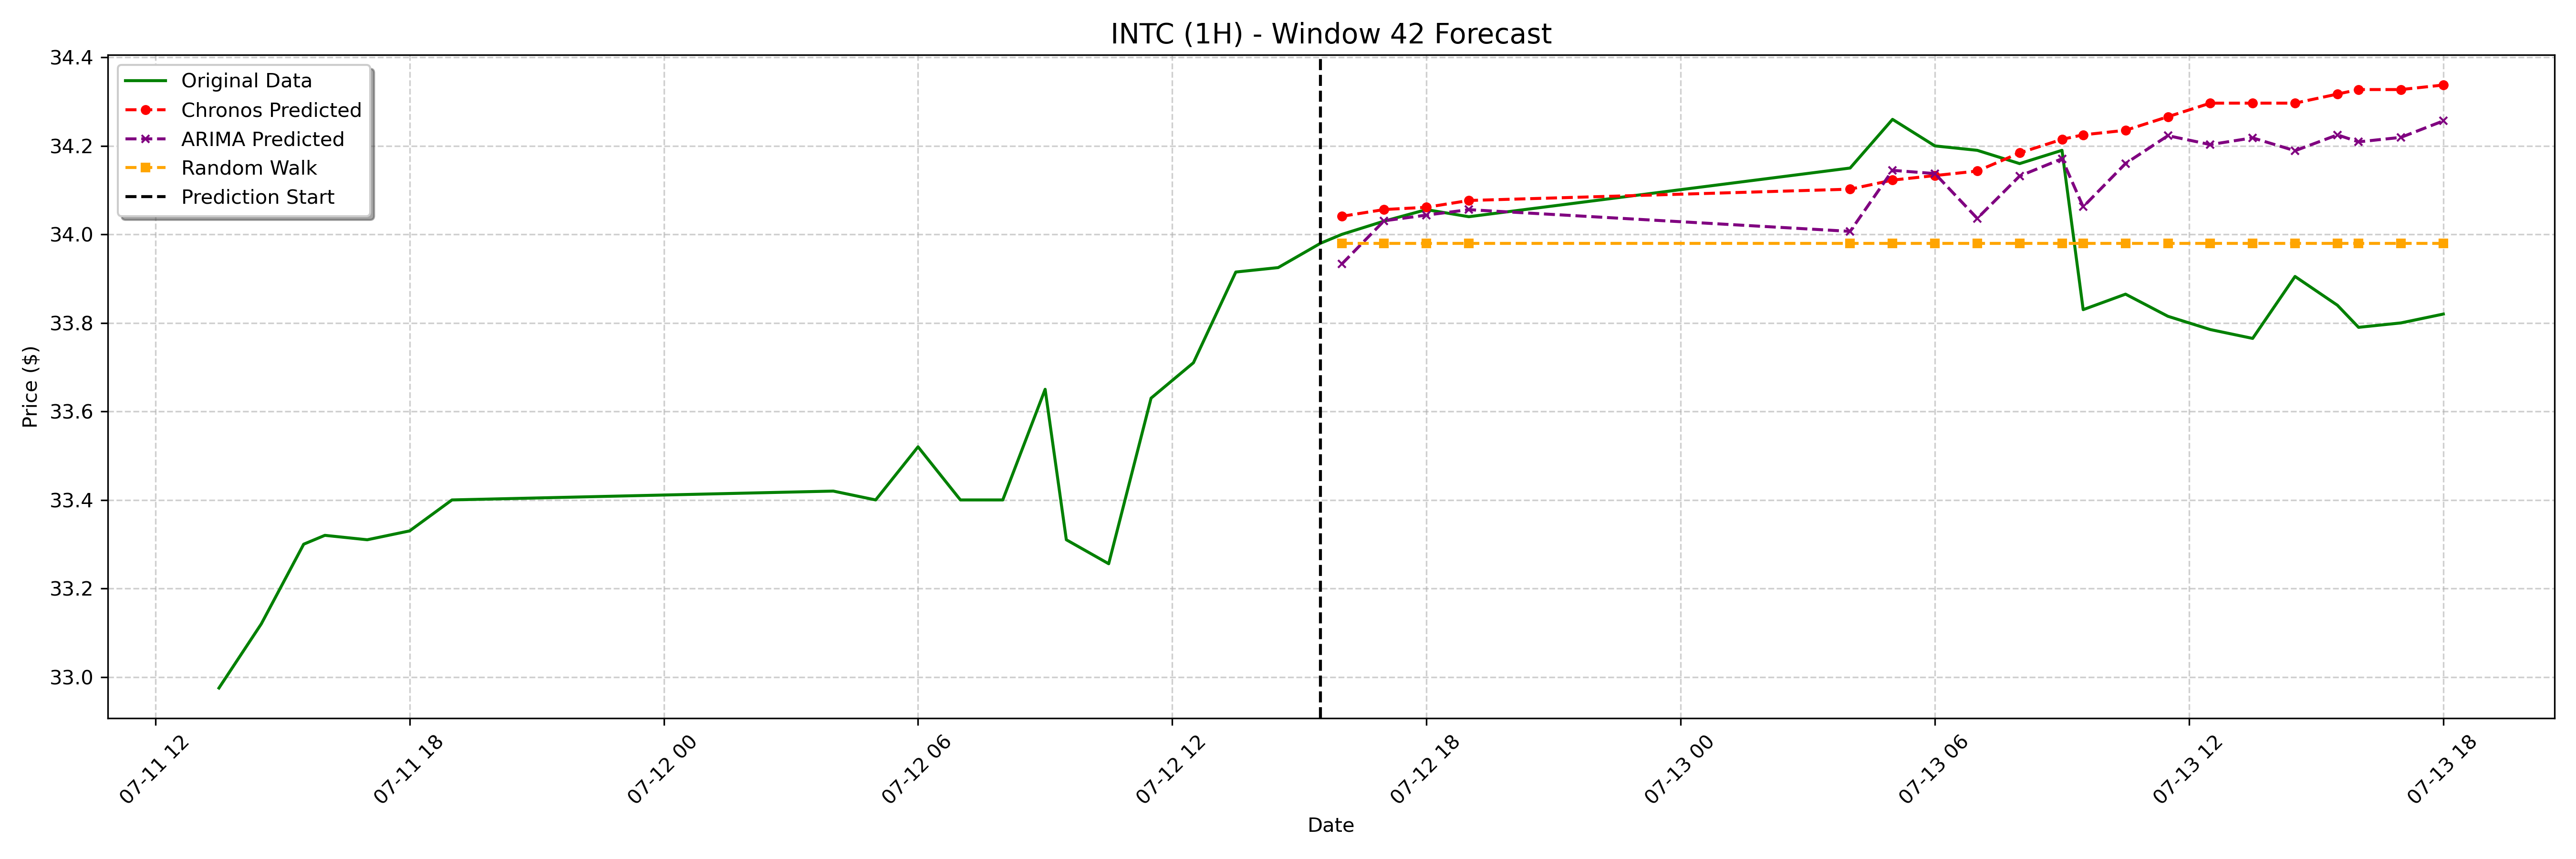 INTC (1H) - Window 42 Forecast
Original Data
Chronos Predicted
ARIMA Predicted
Random Walk
Prediction Start
Price ($)
34.4
34.2
34.0
33.8
33.6
33.4
33.2
33.0
07-11 12
07-11 18
07-12 00
07-12 06
07-12 12
07-12 18
07-13 00
07-13 06
07-13 12
07-13 18
Date